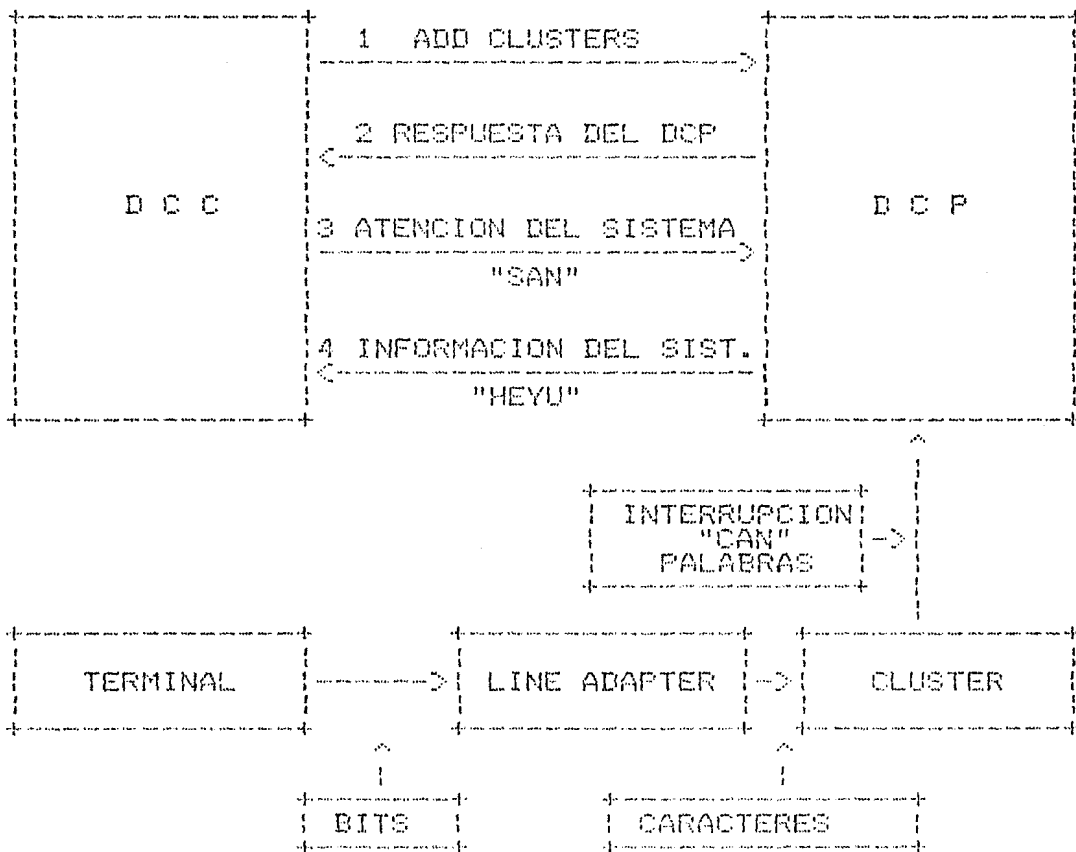 1 ADD CLUSTERS
2 RESPUESTA DEL DCP
D C C
D C P
3 ATENCION DEL SISTEMA
"SAN"
4 INFORMACION DEL SIST.
"HEYU"
INTERRUPCION
"CAN"
PALABRAS
TERMINAL
LINE ADAPTER
CLUSTER
BITS
CARACTERES